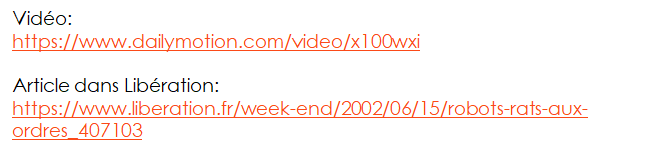 Vidéo:
https://www.dailymotion.com/video/x100wxi
Article dans Libération:
https://www.liberation.fr/week-end/2002/06/15/robots-rats-aux-
ordres_407103